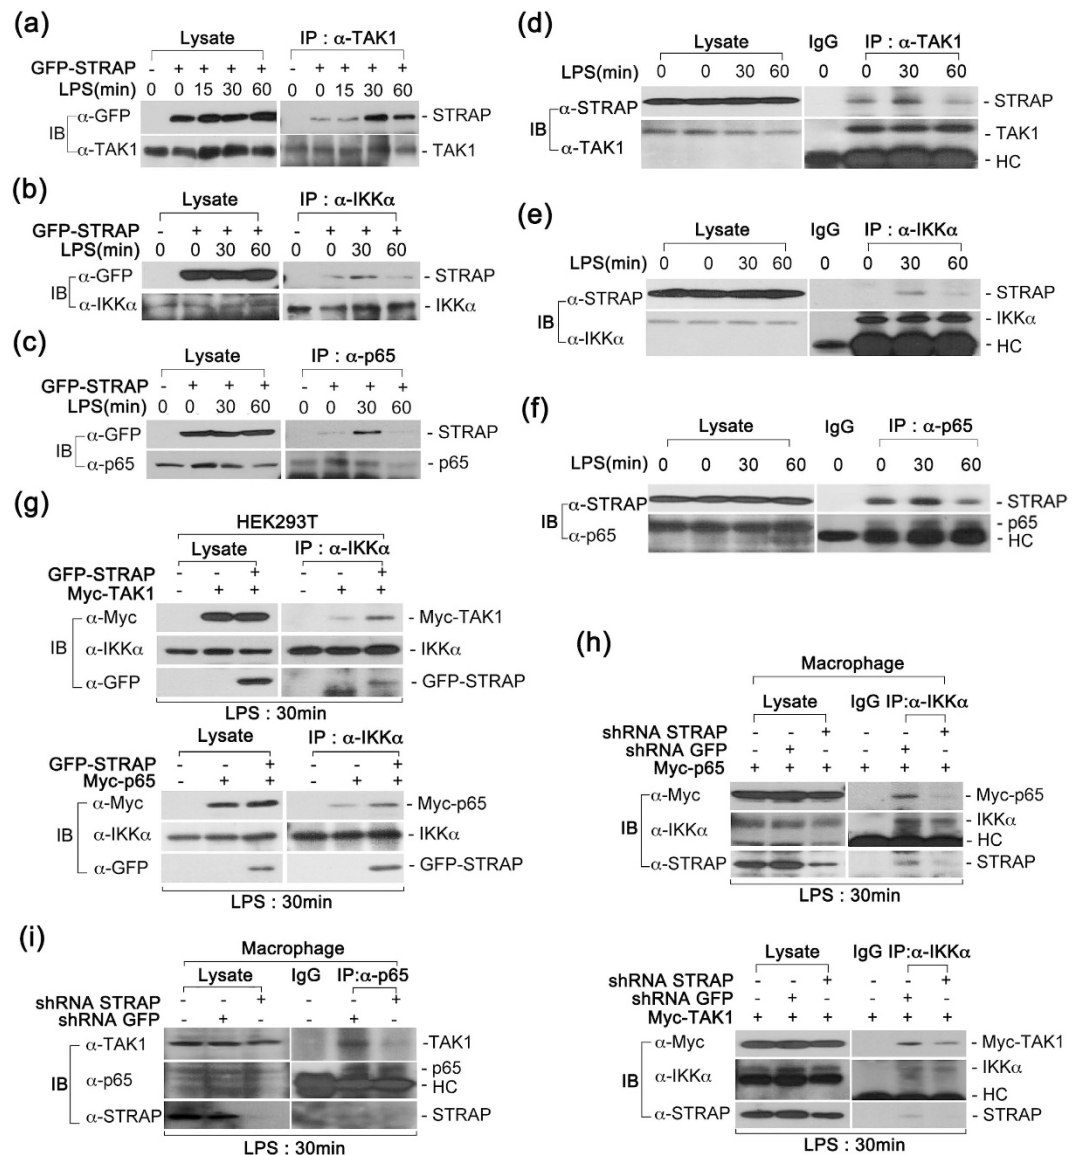 (a)
Lysate IP : α-TAK1
GFP-STRAP - + + + + - + + + +
LPS(min) 0 0 15 30 60 0 0 15 30 60
IB α-GFP - STRAP
α-TAK1 - TAK1
(b)
Lysate IP : α-IKKα
GFP-STRAP - + + + - + + +
LPS(min) 0 0 30 60 0 0 30 60
IB α-GFP - STRAP
α-IKKα - IKKα
(c)
Lysate IP : α-p65
GFP-STRAP - + + + - + + +
LPS(min) 0 0 30 60 0 0 30 60
IB α-GFP - STRAP
α-p65 - p65
(d)
Lysate IgG IP : α-TAK1
LPS(min) 0 0 30 60 0 0 30 60
IB α-STRAP - STRAP
α-TAK1 - TAK1
- HC
(e)
Lysate IgG IP : α-IKKα
LPS(min) 0 0 30 60 0 0 30 60
IB α-STRAP - STRAP
α-IKKα - IKKα
- HC
(f)
Lysate IgG IP : α-p65
LPS(min) 0 0 30 60 0 0 30 60
IB α-STRAP - STRAP
α-p65 - p65
- HC
(g)
HEK293T
Lysate IP : α-IKKα
GFP-STRAP - - + - - +
Myc-TAK1 - + + - + +
IB α-Myc - Myc-TAK1
α-IKKα - IKKα
α-GFP - GFP-STRAP
LPS : 30min
Lysate IP : α-IKKα
GFP-STRAP - - + - - +
Myc-p65 - + + - + +
IB α-Myc - Myc-p65
α-IKKα - IKKα
α-GFP - GFP-STRAP
LPS : 30min
(h)
Macrophage
Lysate IgG IP:α-IKKα
shRNA STRAP - - + - - +
shRNA GFP - + - - + -
Myc-p65 + + + + + +
IB α-Myc - Myc-p65
α-IKKα - IKKα
- HC
α-STRAP - STRAP
LPS : 30min
Lysate IgG IP:α-IKKα
shRNA STRAP - - + - - +
shRNA GFP - + - - + -
Myc-TAK1 + + + + + +
IB α-Myc - Myc-TAK1
α-IKKα - IKKα
- HC
α-STRAP - STRAP
LPS : 30min
(i)
Macrophage
Lysate IgG IP:α-p65
shRNA STRAP - - + - - +
shRNA GFP - + - - + -
IB α-TAK1 -TAK1
α-p65 - p65
- HC
α-STRAP - STRAP
LPS : 30min